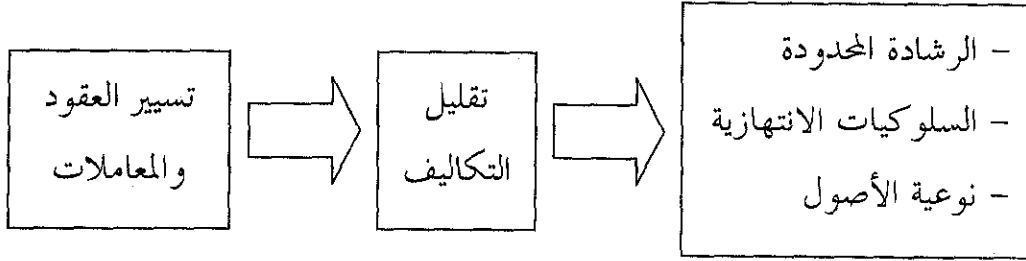 تسيير العقود
والمعاملات
تقليل
التكاليف
– الرشادة المحدودة
– السلوكيات الانتهازية
– نوعية الأصول